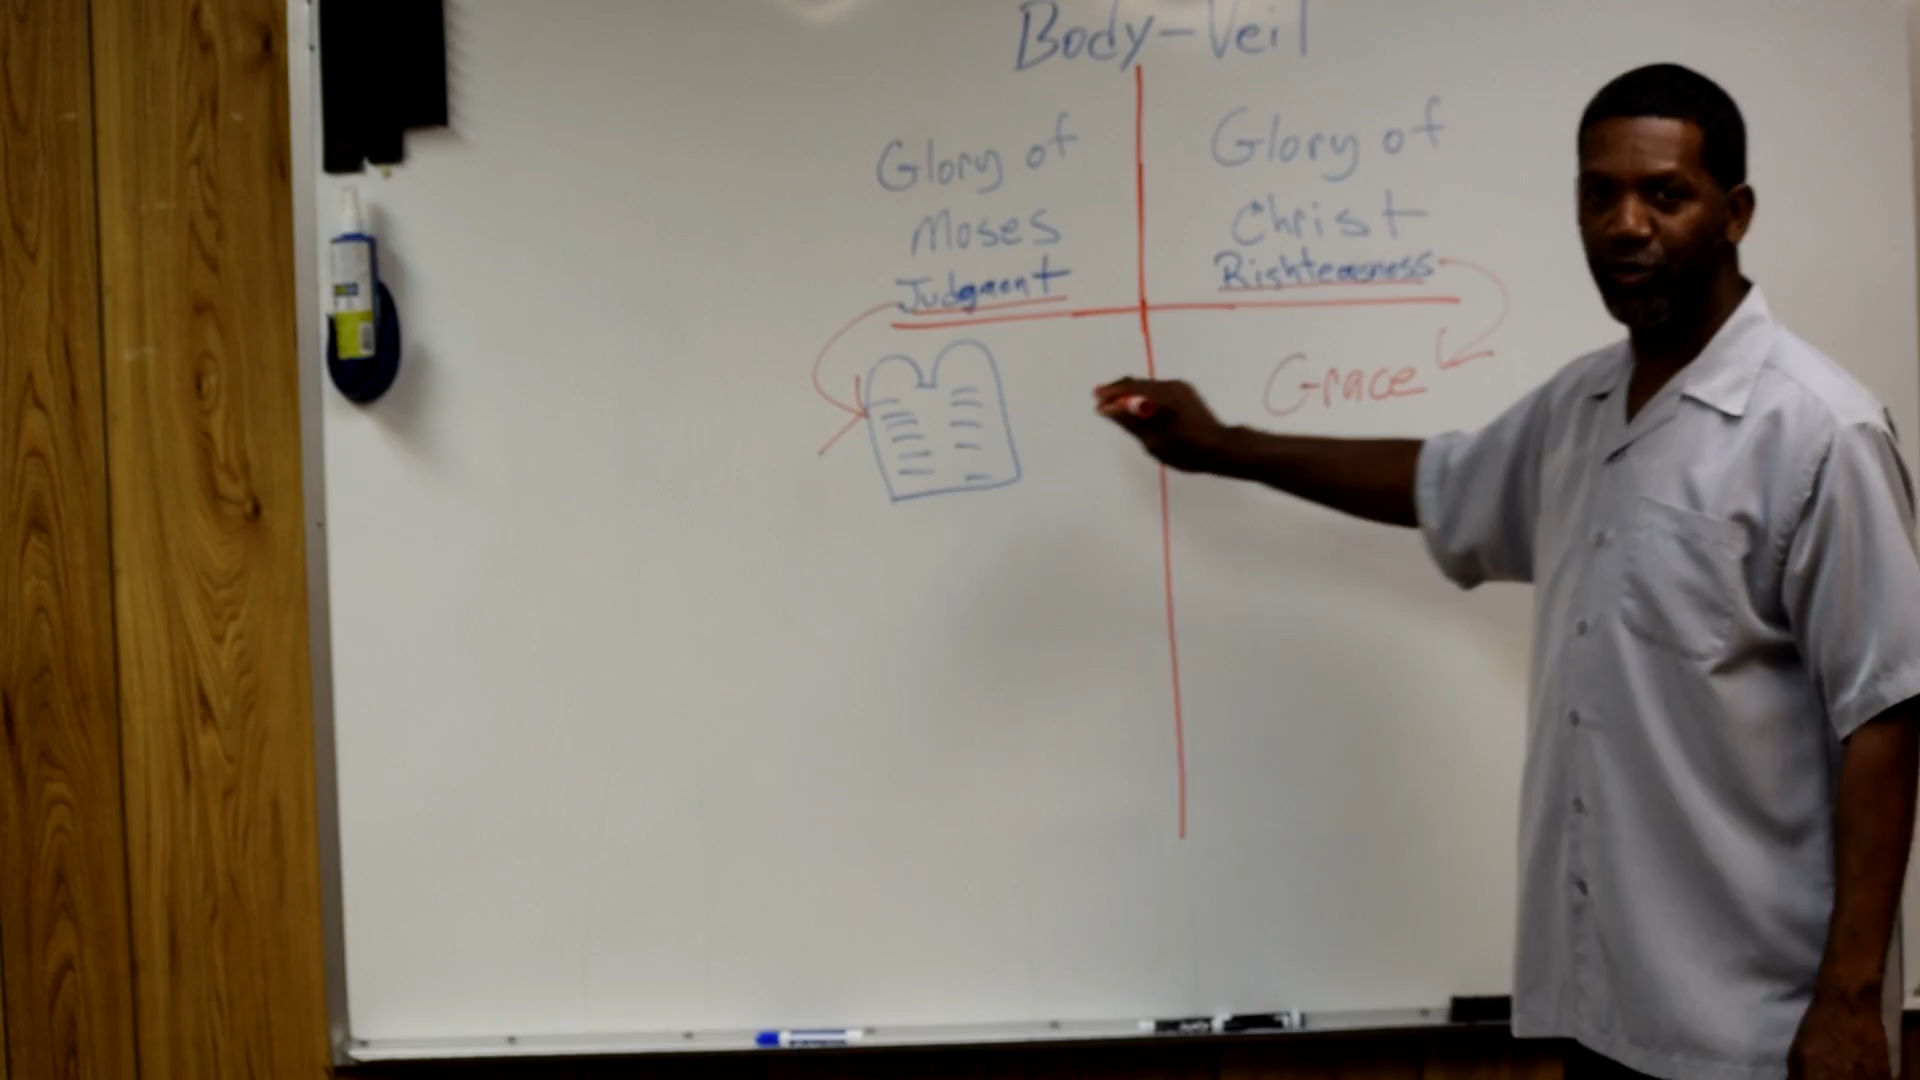 Body-Veil
Glory of
Moses
Judgment
Glory of
Christ
Righteousness
Grace